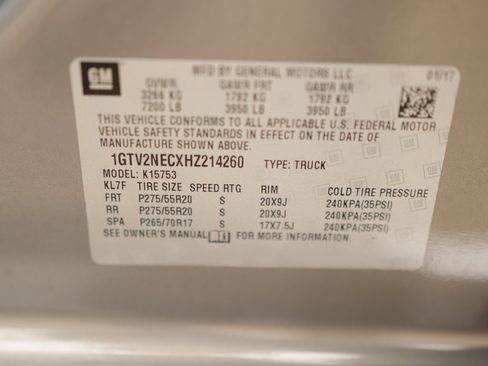 GM MFD BY GENERAL MOTORS LLC 01/17
GVWR GAWR FRT GAWR RR
3266 KG 1792 KG 1792 KG
7200 LB 3950 LB 3950 LB
THIS VEHICLE CONFORMS TO ALL APPLICABLE U.S. FEDERAL MOTOR
VEHICLE SAFETY STANDARDS IN EFFECT ON THE DATE OF
MANUFACTURE SHOWN ABOVE.
1GTV2NECXHZ214260 TYPE: TRUCK
MODEL: K15753
KL7F TIRE SIZE SPEED RTG RIM COLD TIRE PRESSURE
FRT P275/55R20 S 20X9J 240KPA(35PSI)
RR P275/55R20 S 20X9J 240KPA(35PSI)
SPA P265/70R17 S 17X7.5J 240KPA(35PSI)
SEE OWNER'S MANUAL FOR MORE INFORMATION